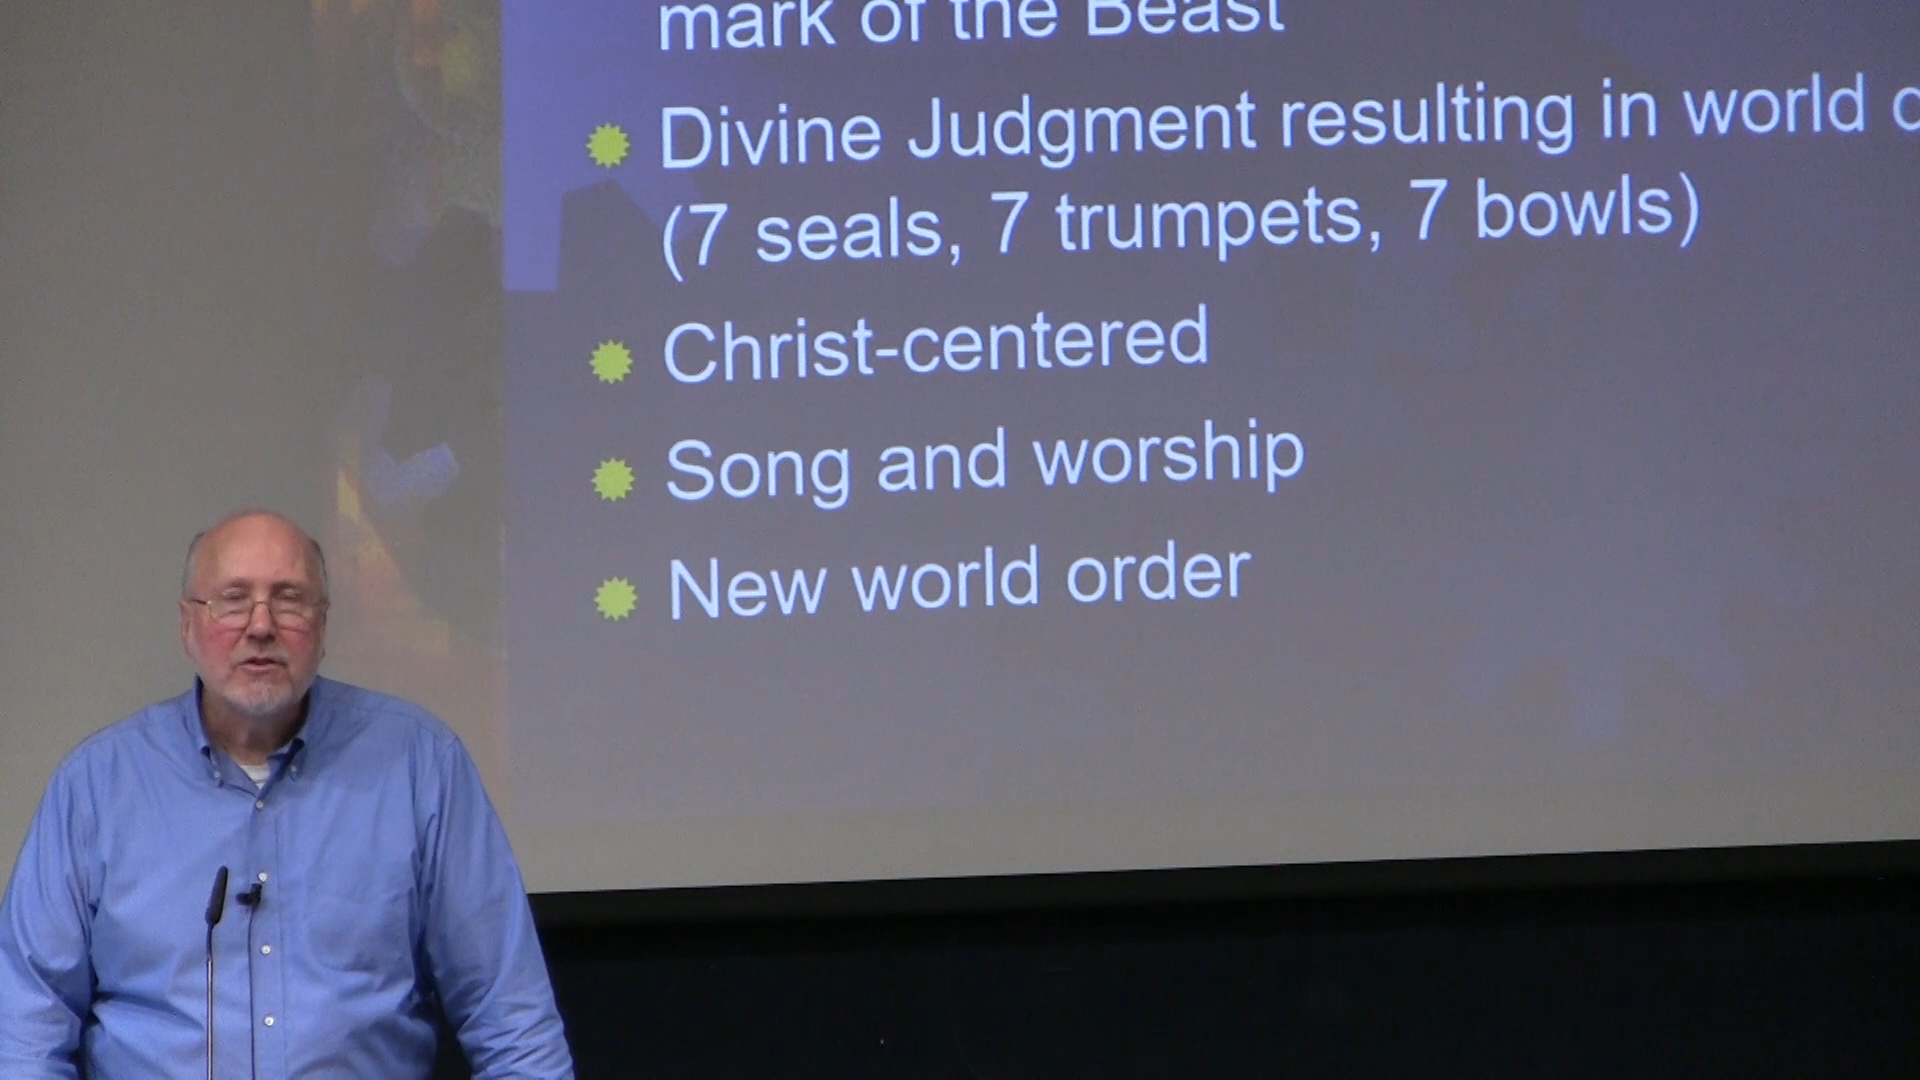 mark of the Beast
Divine Judgment resulting in world
(7 seals, 7 trumpets, 7 bowls)
Christ-centered
Song and worship
New world order